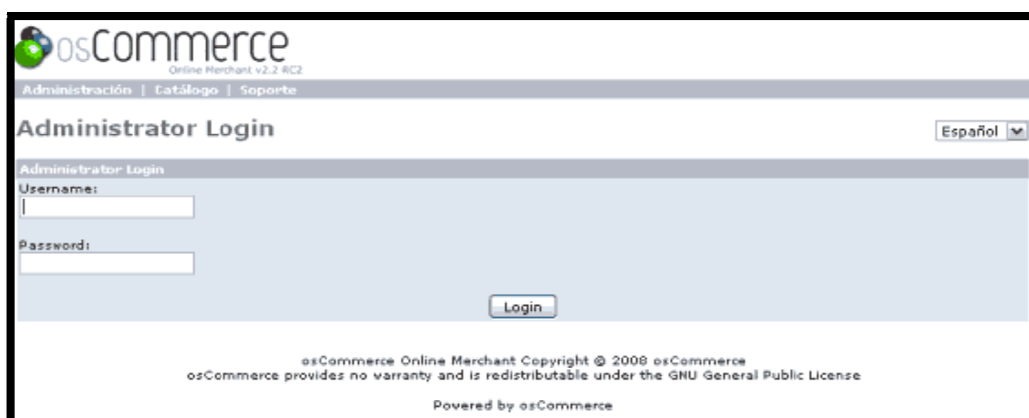 osCommerce
Online Merchant v2.2 RC2
Administración | Catálogo | Soporte
Administrator Login
Español
Administrator Login
Username:
Password:
Login
osCommerce Online Merchant Copyright © 2008 osCommerce
osCommerce provides no warranty and is redistributable under the GNU General Public License
Powered by osCommerce